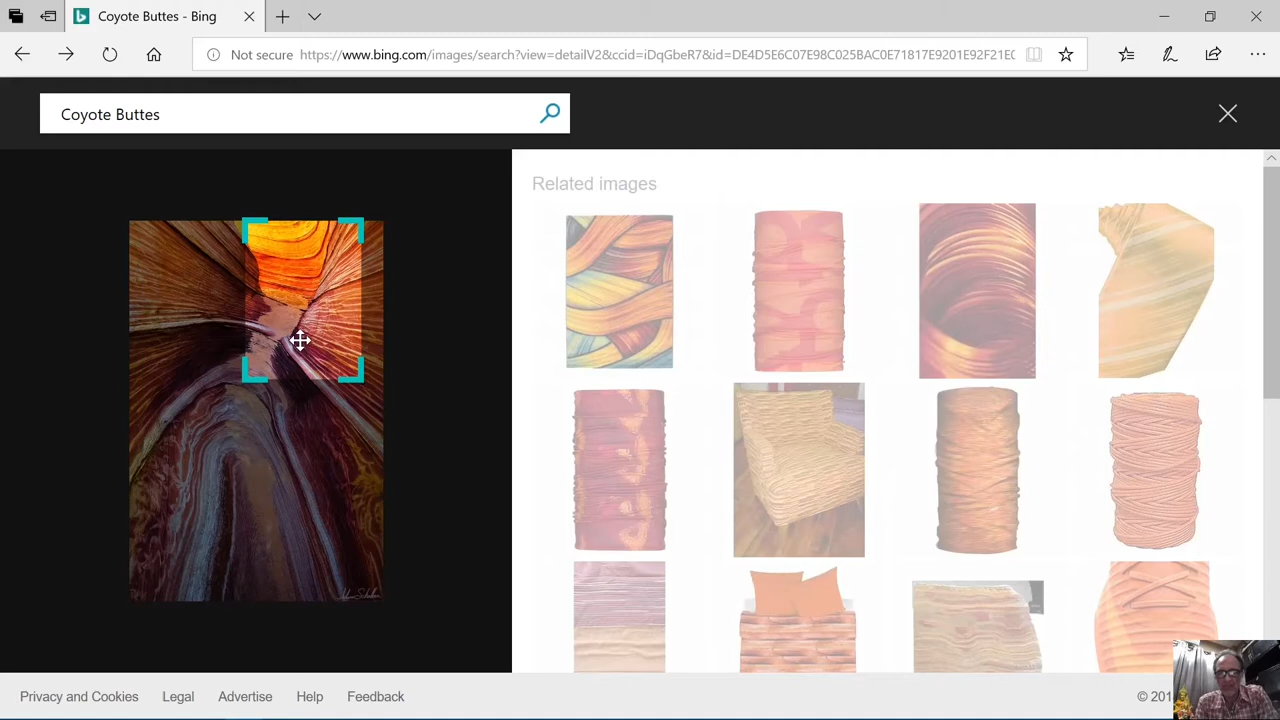 Coyote Buttes - Bing
Not secure https://www.bing.com/images/search?view=detailV2&ccid=iDqGbeR7&id=DE4D5E6C07E98C025BAC0E71817E9201E92F21E0
Coyote Buttes
Related images
Privacy and Cookies Legal Advertise Help Feedback